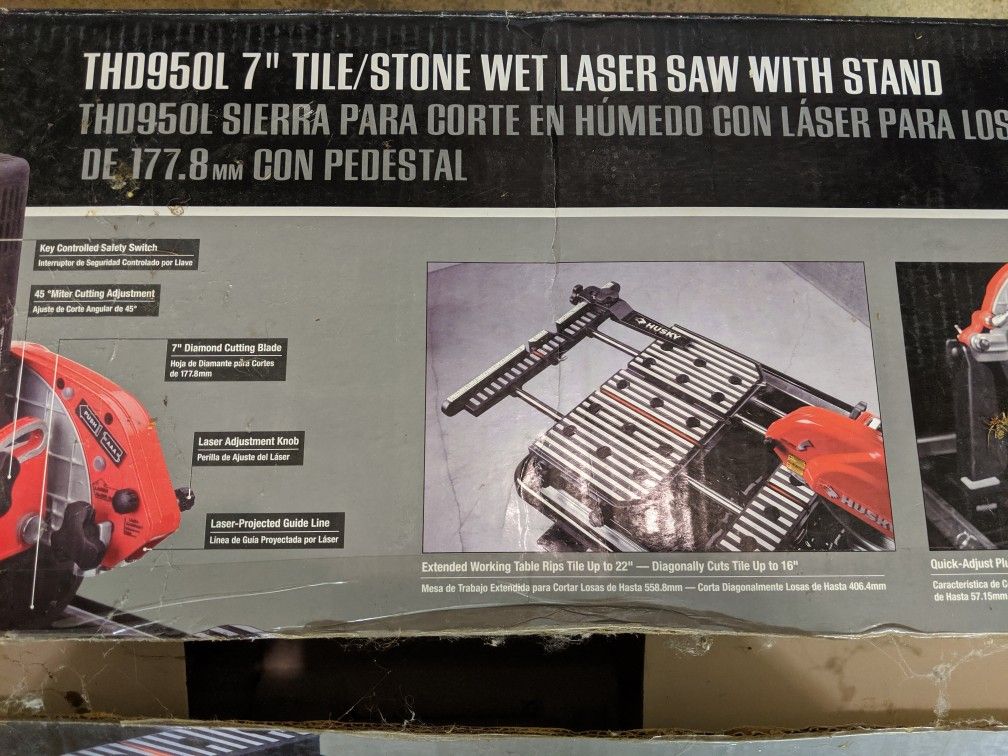 THD950L 7" TILE/STONE WET LASER SAW WITH STAND
THD950L SIERRA PARA CORTE EN HÚMEDO CON LÁSER PARA LOS
DE 177.8MM CON PEDESTAL
Key Controlled Safety Switch
Interruptor de Seguridad Controlado por Llave
45 °Miter Cutting Adjustment
Ajuste de Corte Angular de 45°
7" Diamond Cutting Blade
Hoja de Diamante para Cortes
de 177.8mm
Laser Adjustment Knob
Perilla de Ajuste del Láser
Laser-Projected Guide Line
Línea de Guía Proyectada por Láser
PUSH
HUSKY
HUSKY
Extended Working Table Rips Tile Up to 22" — Diagonally Cuts Tile Up to 16"
Mesa de Trabajo Extendida para Cortar Losas de Hasta 558.8mm — Corta Diagonalmente Losas de Hasta 406.4mm
Quick-Adjust Plu
Característica de C
de Hasta 57.15mm